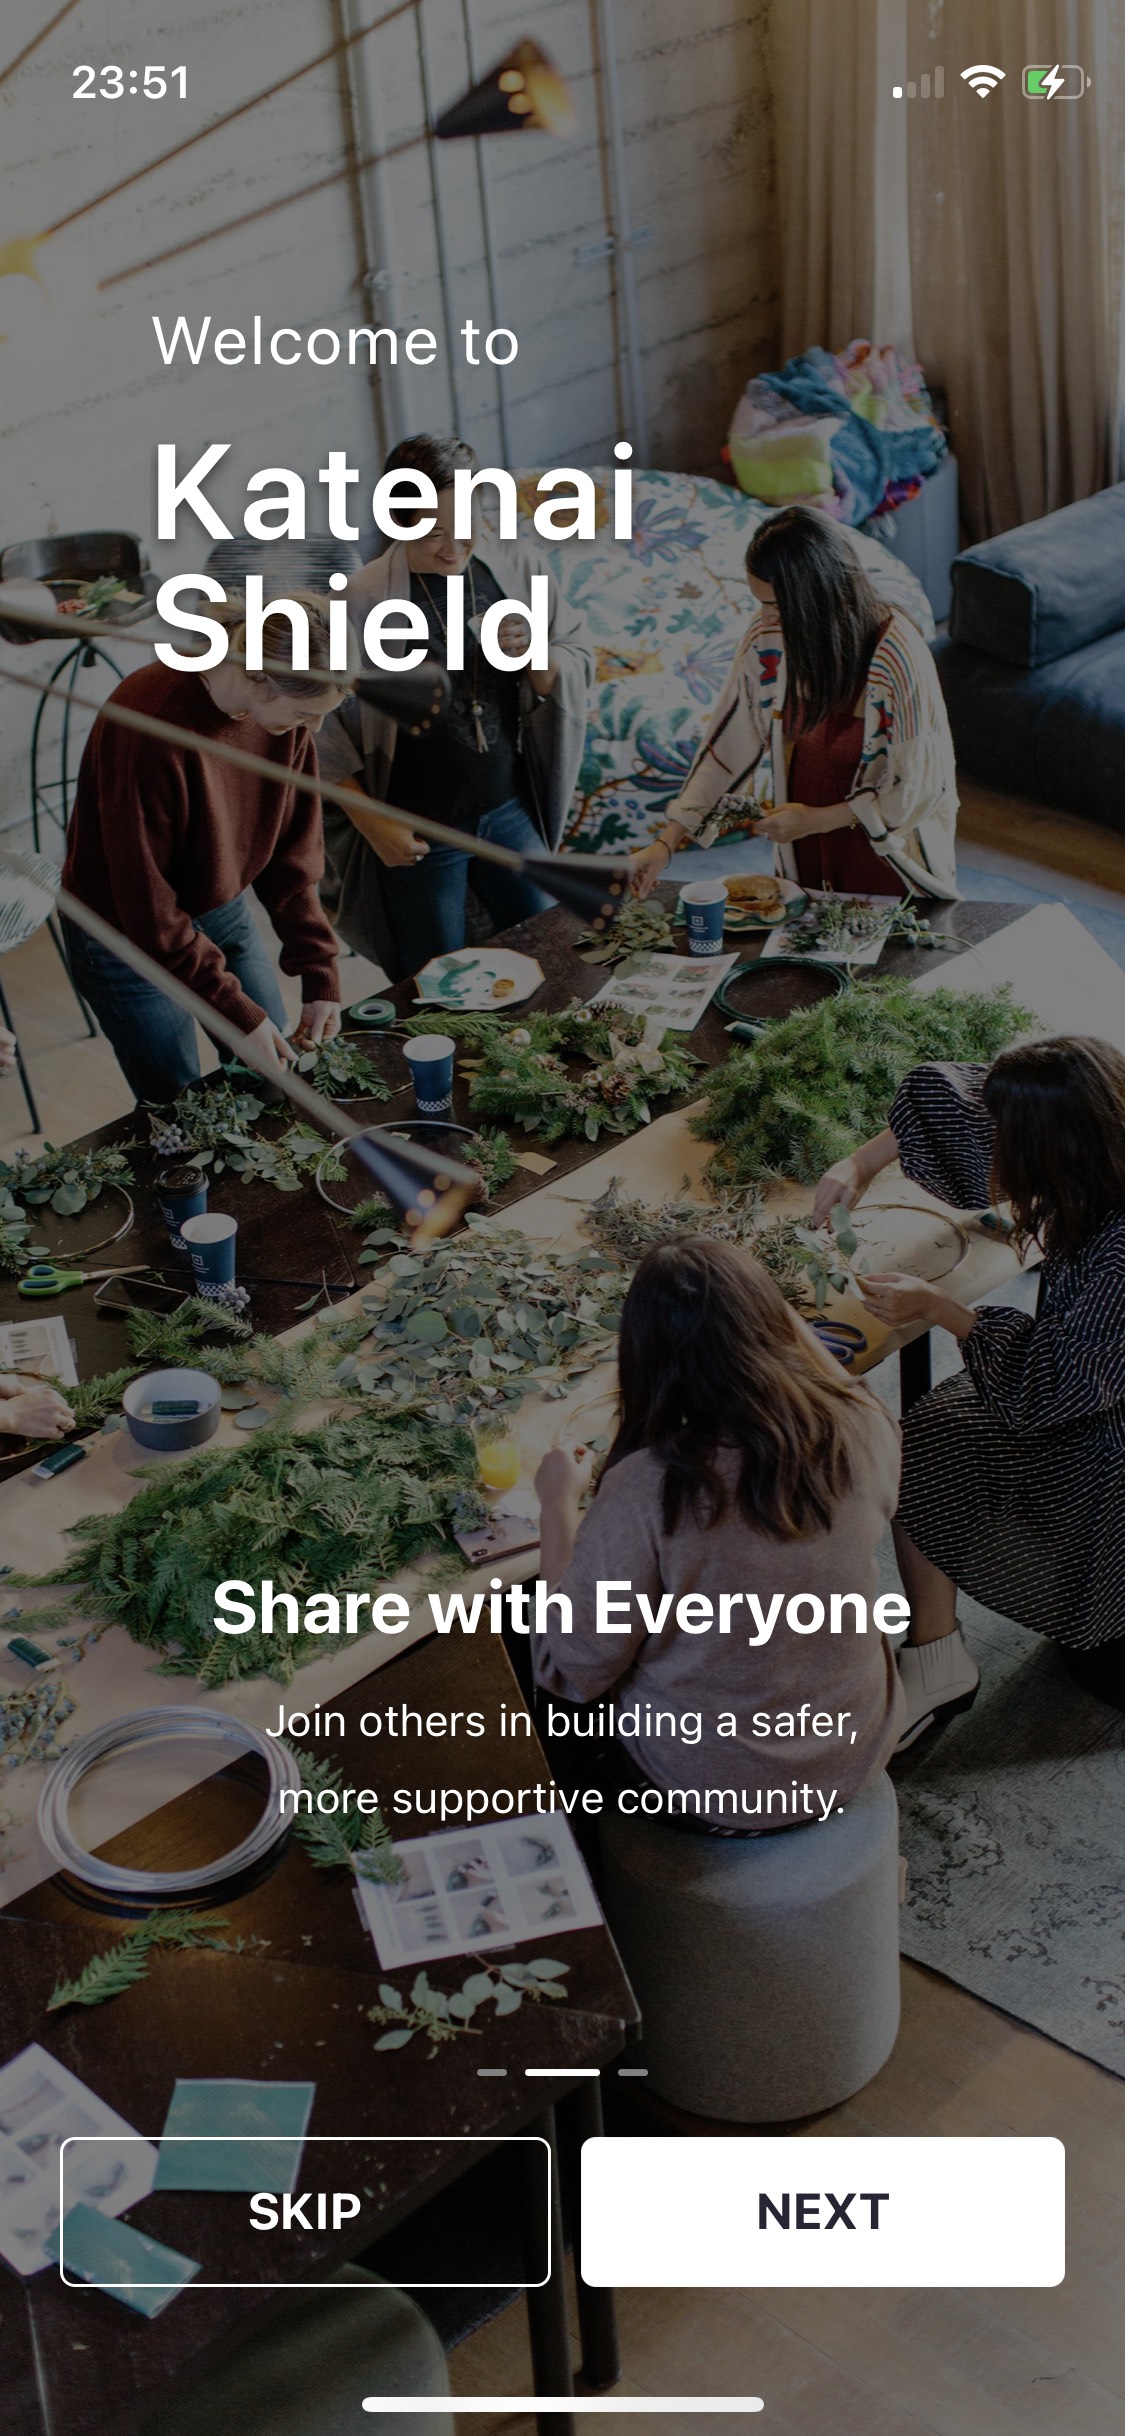 23:51
Welcome to
Katenai
Shield
Share with Everyone
Join others in building a safer,
more supportive community.
SKIP
NEXT